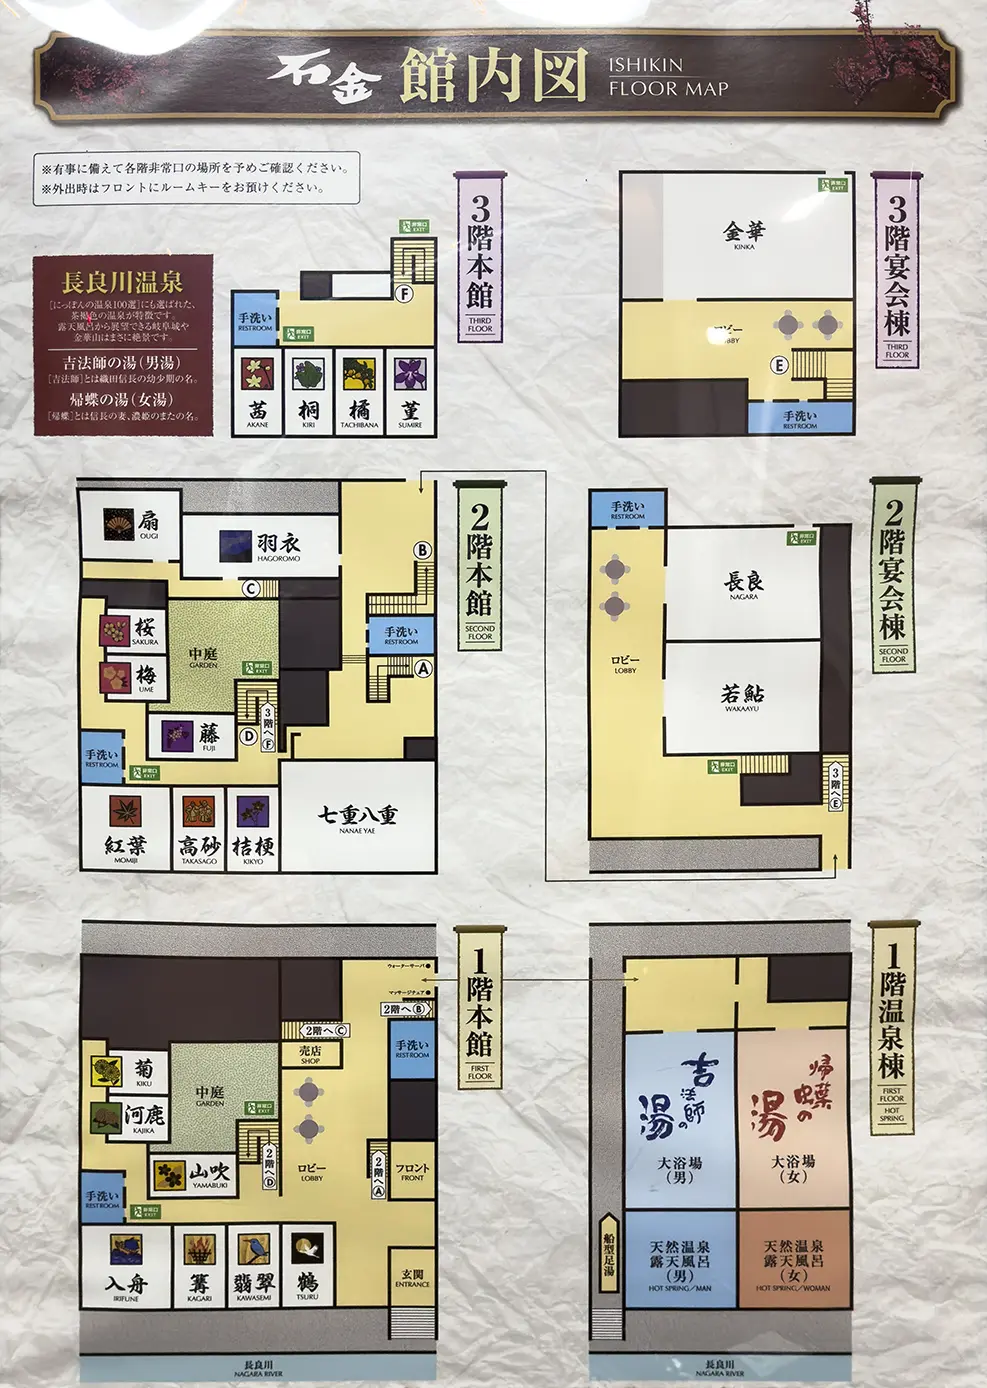 石金 館内図 ISHIKIN
FLOOR MAP
※有事に備えて各階非常口の場所を予めご確認ください。
※外出時はフロントにルームキーをお預けください。
長良川温泉
[にっぽんの温泉100選]にも選ばれた、
茶褐色の温泉が特徴です。
露天風呂から展望できる岐阜城や
金華山はまさに絶景です。
吉法師の湯(男湯)
[吉法師]とは織田信長の幼少期の名。
帰蝶の湯(女湯)
[帰蝶]とは信長の妻、濃姫のまたの名。
3階本館
THIRD
FLOOR
非常口
EXIT
F
手洗い
RESTROOM
非常口
EXIT
茜
AKANE
桐
KIRI
橘
TACHIBANA
菫
SUMIRE
3階宴会棟
THIRD
FLOOR
非常口
EXIT
金華
KINKA
ロビー
LOBBY
E
手洗い
RESTROOM
2階本館
SECOND
FLOOR
扇
OUGI
羽衣
HAGOROMO
B
C
桜
SAKURA
中庭
GARDEN
手洗い
RESTROOM
非常口
EXIT
A
梅
UME
藤
FUJI
D
3階へF
手洗い
RESTROOM
非常口
EXIT
紅葉
MOMIJI
高砂
TAKASAGO
桔梗
KIKYO
七重八重
NANAE YAE
2階宴会棟
SECOND
FLOOR
手洗い
RESTROOM
非常口
EXIT
長良
NAGARA
ロビー
LOBBY
若鮎
WAKAAYU
非常口
EXIT
3階へE
1階本館
FIRST
FLOOR
ウォーターサーバー
マッサージチェア
2階へB
2階へC
売店
SHOP
手洗い
RESTROOM
菊
KIKU
中庭
GARDEN
非常口
EXIT
河鹿
KAJIKA
山吹
YAMABUKI
2階へD
ロビー
LOBBY
2階へA
フロント
FRONT
手洗い
RESTROOM
非常口
EXIT
入舟
IRIFUNE
篝
KAGARI
翡翠
KAWASEMI
鶴
TSURU
玄関
ENTRANCE
長良川
NAGARA RIVER
1階温泉棟
FIRST
FLOOR
HOT
SPRING
吉法師の湯
大浴場
(男)
帰蝶の湯
大浴場
(女)
船型足湯
天然温泉
露天風呂
(男)
HOT SPRING/MAN
天然温泉
露天風呂
(女)
HOT SPRING/WOMAN
長良川
NAGARA RIVER